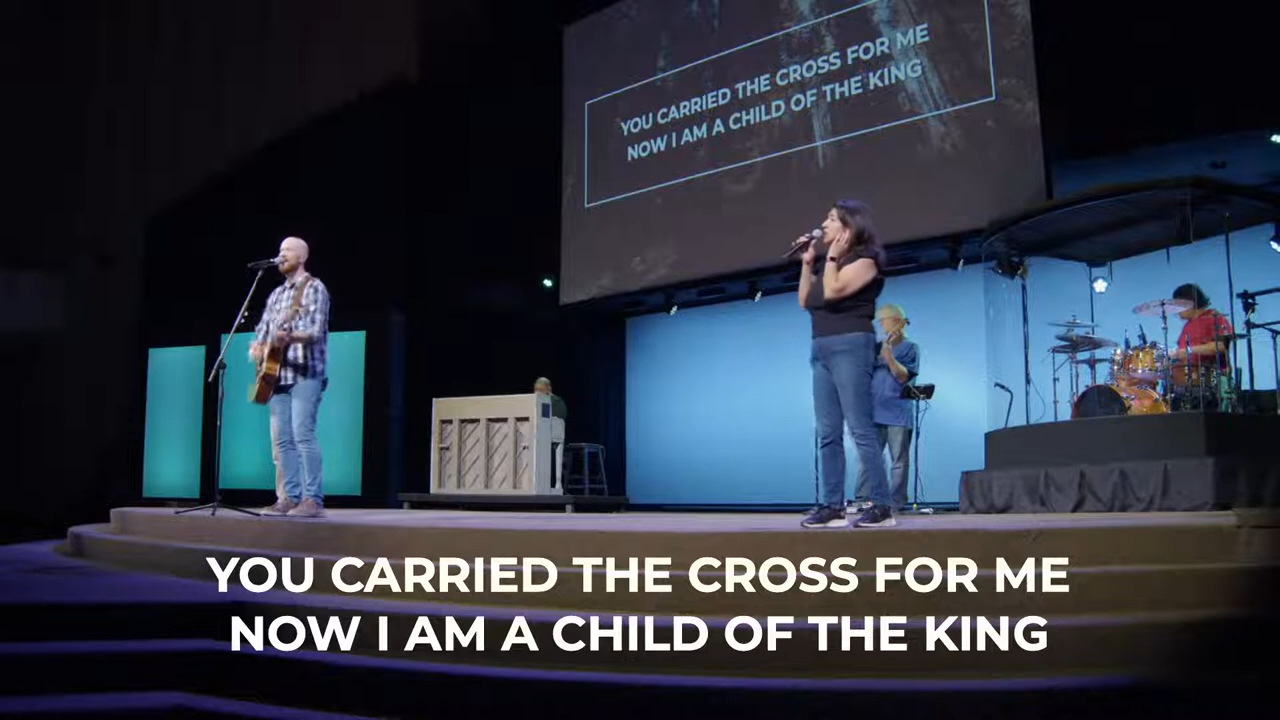 YOU CARRIED THE CROSS FOR ME
NOW I AM A CHILD OF THE KING
YOU CARRIED THE CROSS FOR ME
NOW I AM A CHILD OF THE KING